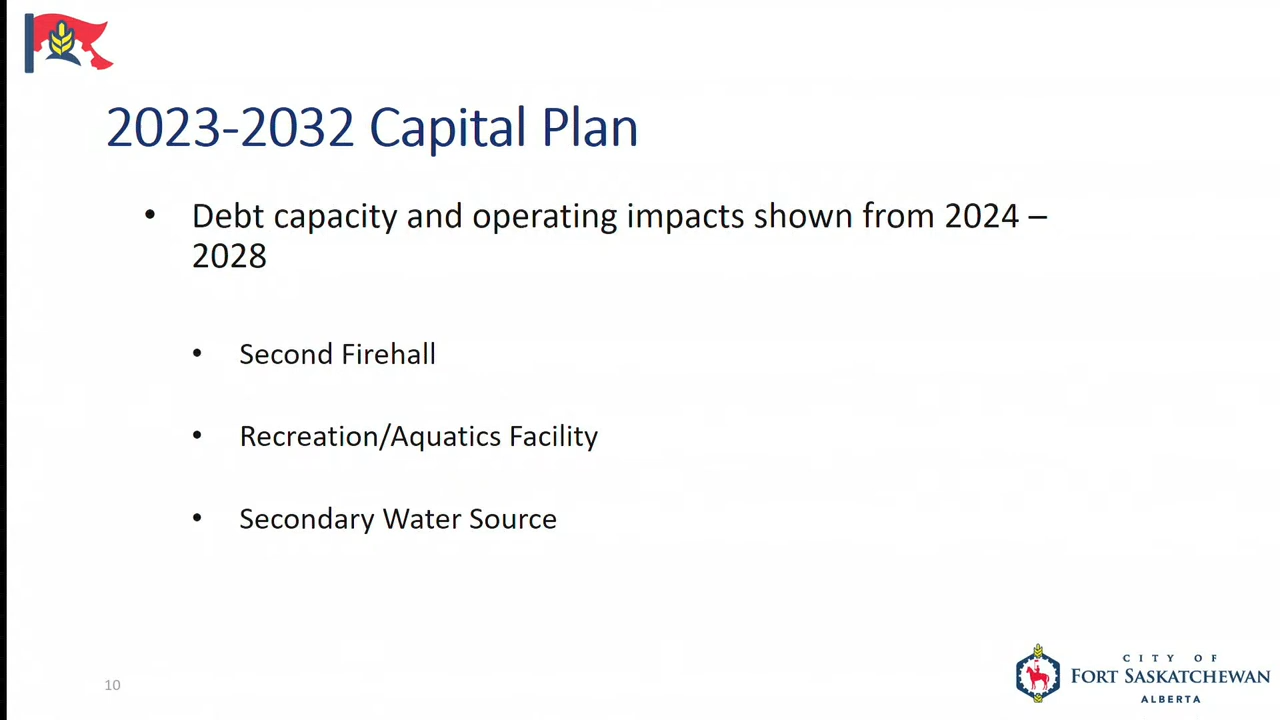 2023-2032 Capital Plan
• Debt capacity and operating impacts shown from 2024 –
2028
• Second Firehall
• Recreation/Aquatics Facility
• Secondary Water Source
10
CITY OF
FORT SASKATCHEWAN
ALBERTA